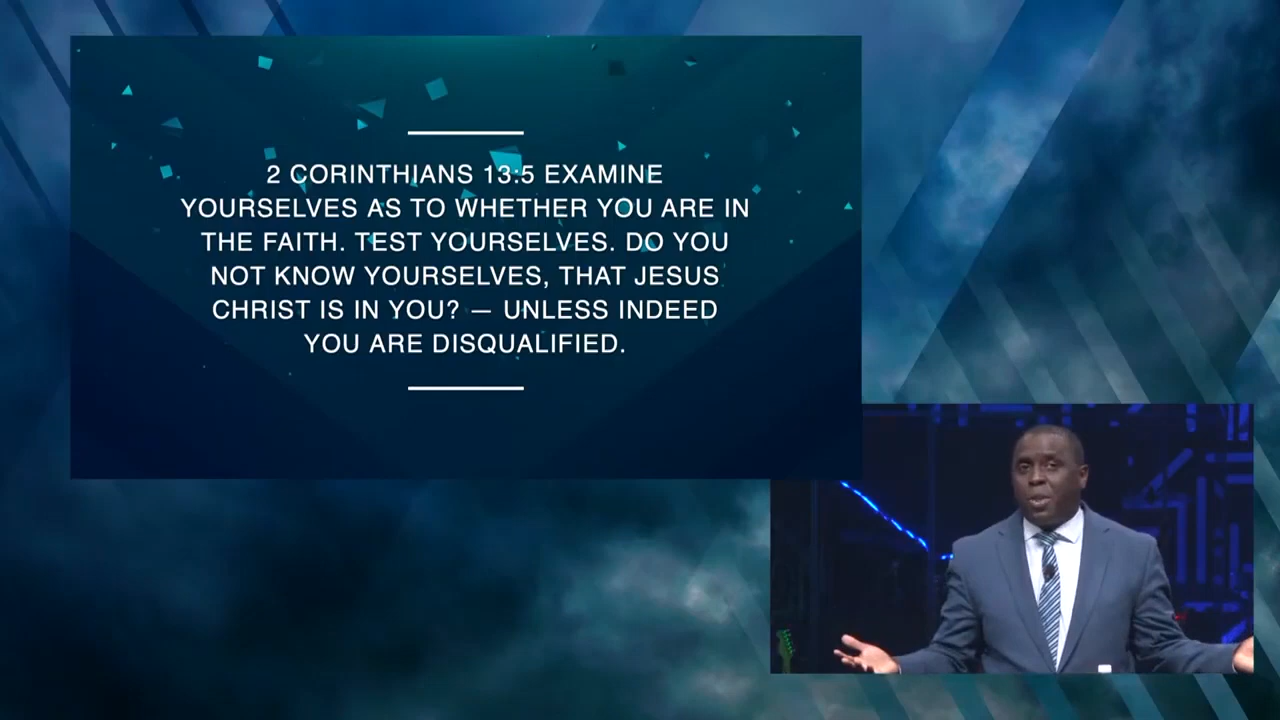 2 CORINTHIANS 13:5 EXAMINE
YOURSELVES AS TO WHETHER YOU ARE IN
THE FAITH. TEST YOURSELVES. DO YOU
NOT KNOW YOURSELVES, THAT JESUS
CHRIST IS IN YOU? — UNLESS INDEED
YOU ARE DISQUALIFIED.